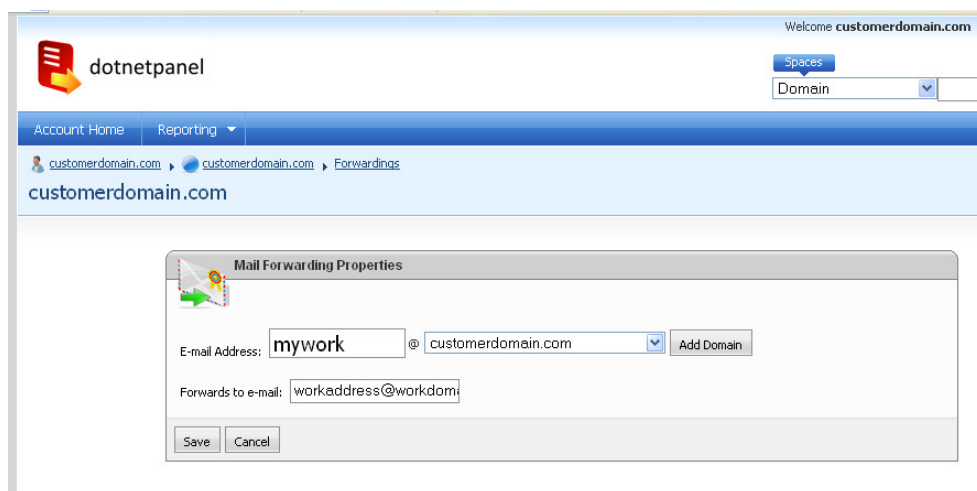 Welcome customerdomain.com
dotnetpanel
Spaces
Domain
Account Home Reporting
customerdomain.com customerdomain.com Forwardings
customerdomain.com
Mail Forwarding Properties
E-mail Address: mywork @ customerdomain.com Add Domain
Forwards to e-mail: workaddress@workdom
Save Cancel